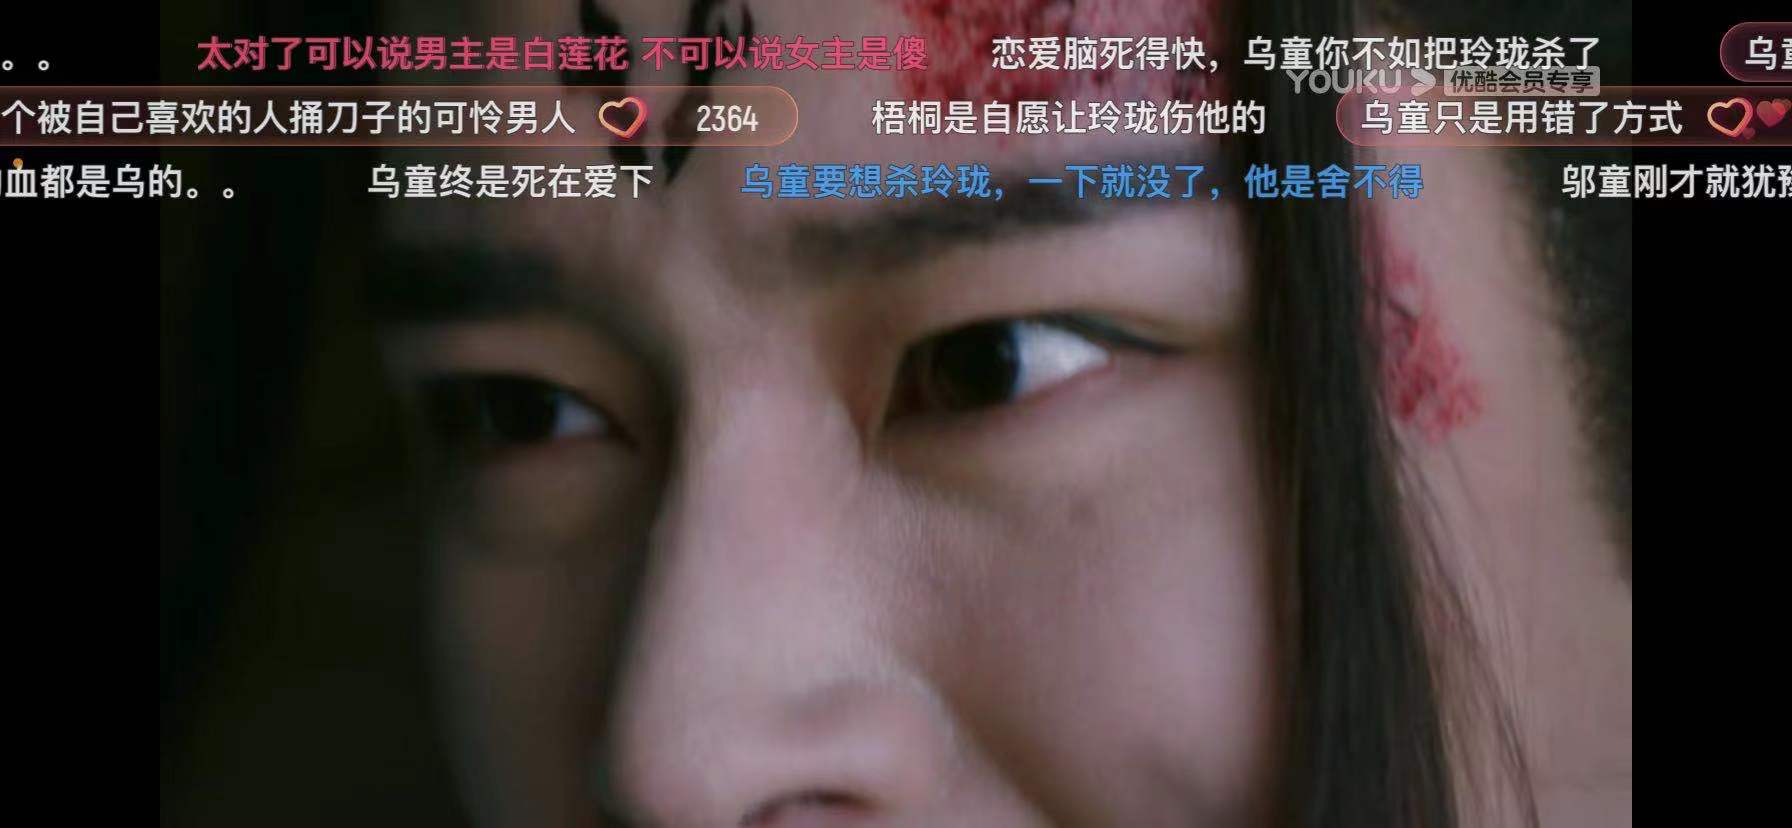 。。 太对了可以说男主是白莲花 不可以说女主是傻 恋爱脑死得快，乌童你不如把玲珑杀了 乌童
YOUKU 优酷会员专享
个被自己喜欢的人捅刀子的可怜男人 2364 梧桐是自愿让玲珑伤他的 乌童只是用错了方式
血都是乌的。。 乌童终是死在爱下 乌童要想杀玲珑，一下就没了，他是舍不得 邬童刚才就犹豫